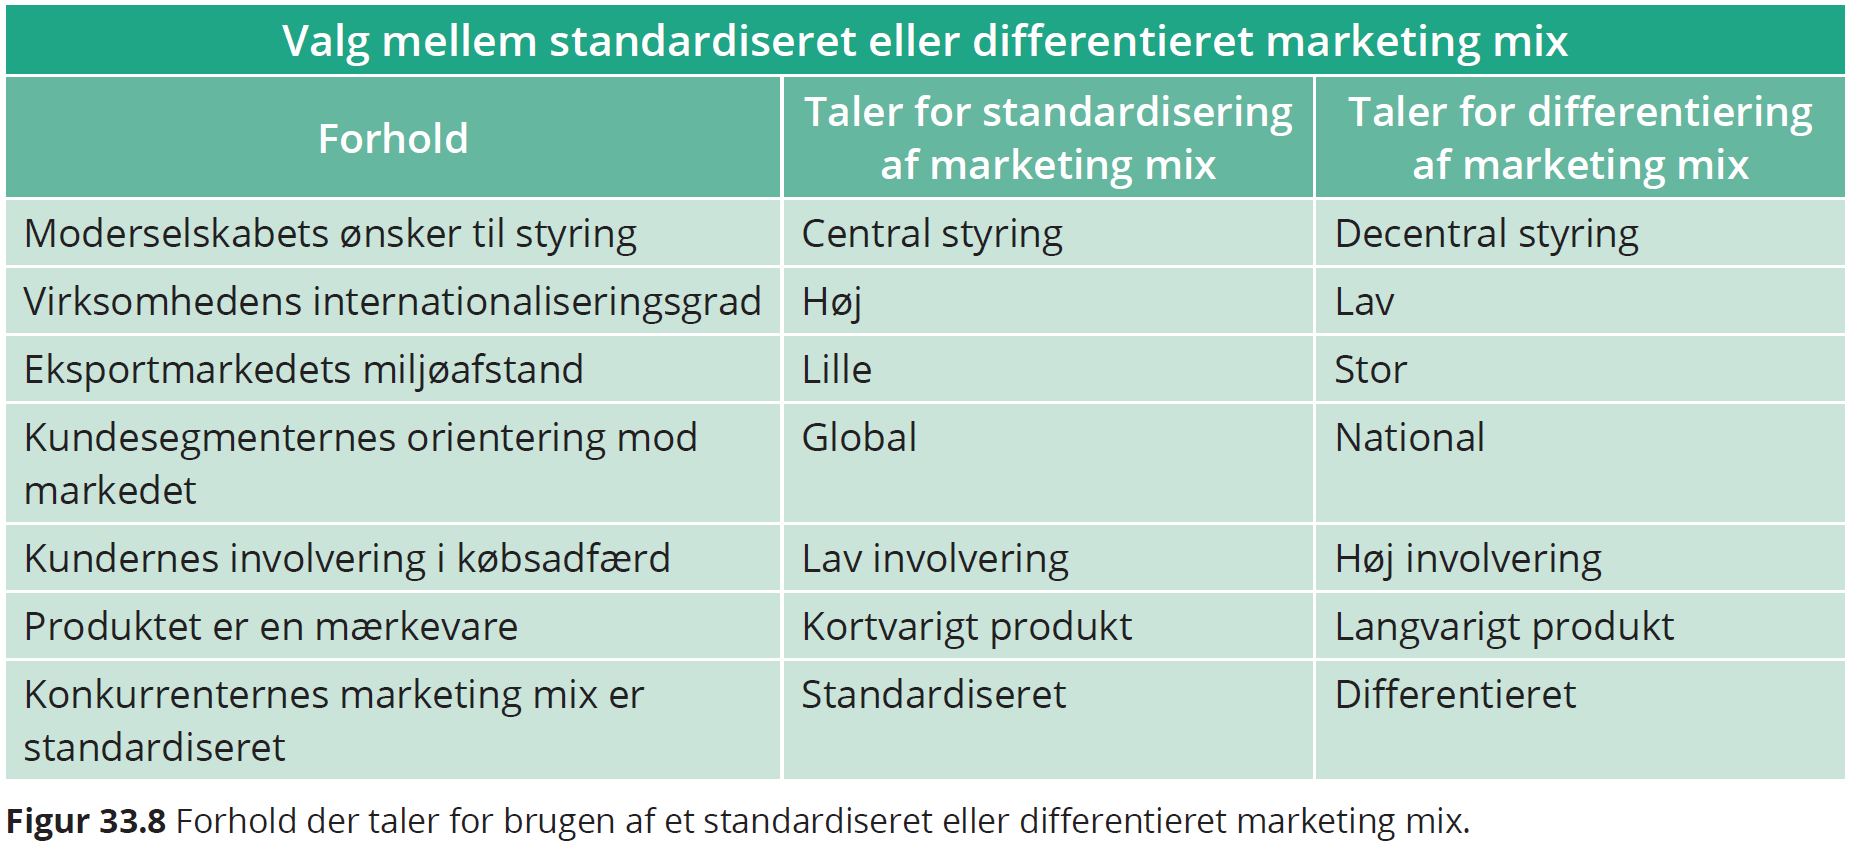 Valg mellem standardiseret eller differentieret marketing mix
Forhold
Taler for standardisering
af marketing mix
Taler for differentiering
af marketing mix
Moderselskabets ønsker til styring
Central styring
Decentral styring
Virksomhedens internationaliseringsgrad
Høj
Lav
Eksportmarkedets miljøafstand
Lille
Stor
Kundesegmenternes orientering mod
markedet
Global
National
Kundernes involvering i købsadfærd
Lav involvering
Høj involvering
Produktet er en mærkevare
Kortvarigt produkt
Langvarigt produkt
Konkurrenternes marketing mix er
standardiseret
Standardiseret
Differentieret
Figur 33.8 Forhold der taler for brugen af et standardiseret eller differentieret marketing mix.